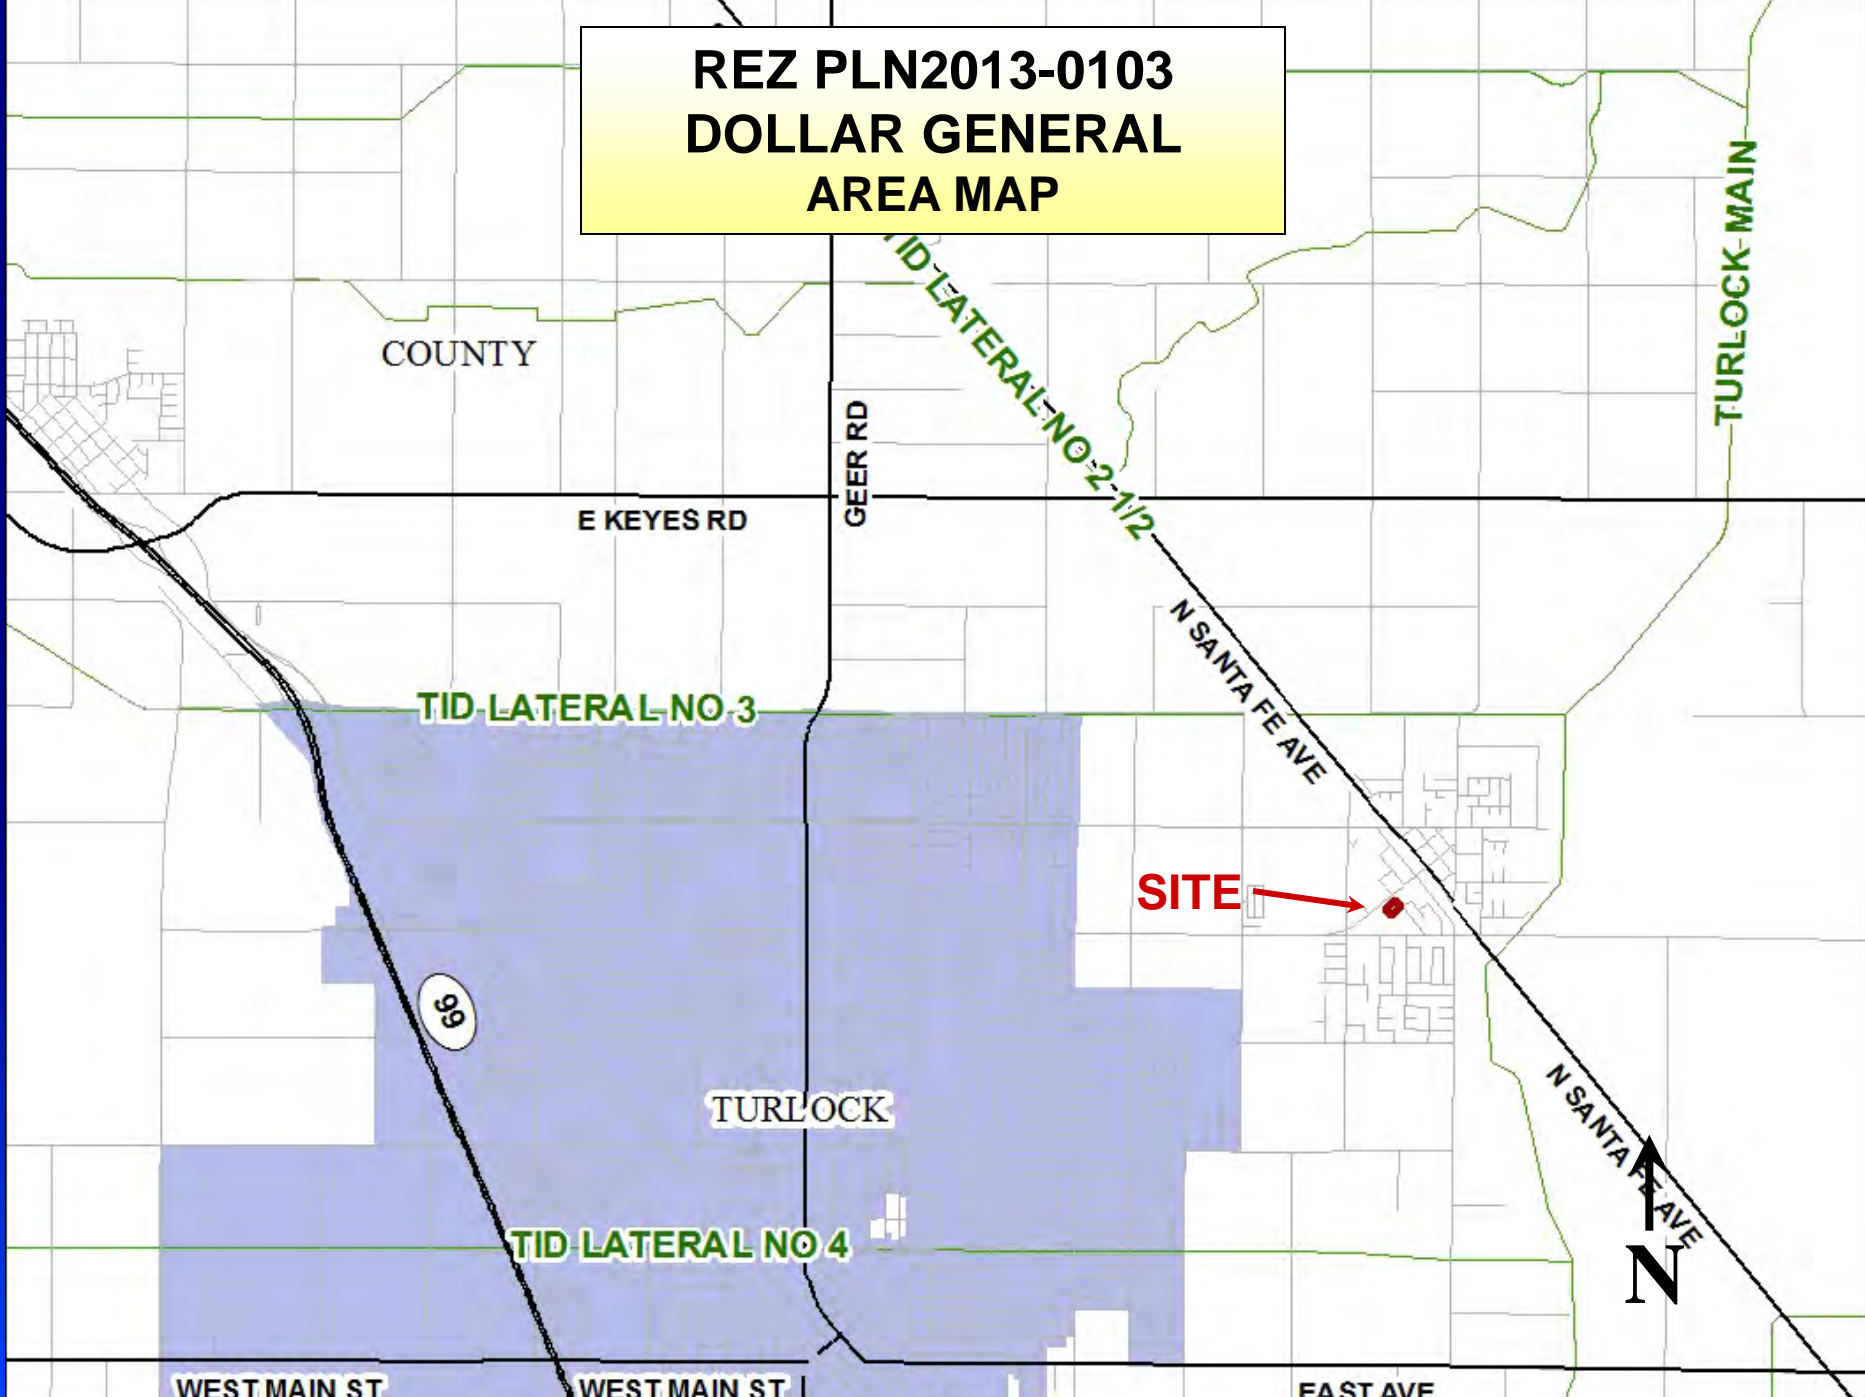 REZ PLN2013-0103
DOLLAR GENERAL
AREA MAP
TURLOCK MAIN
TID LATERAL NO 2 1/2
COUNTY
GEER RD
E KEYES RD
N SANTA FE AVE
TID LATERAL NO 3
SITE
99
N SANTA FE AVE
TURLOCK
TID LATERAL NO 4
N
WEST MAIN ST
WEST MAIN ST
EAST AVE